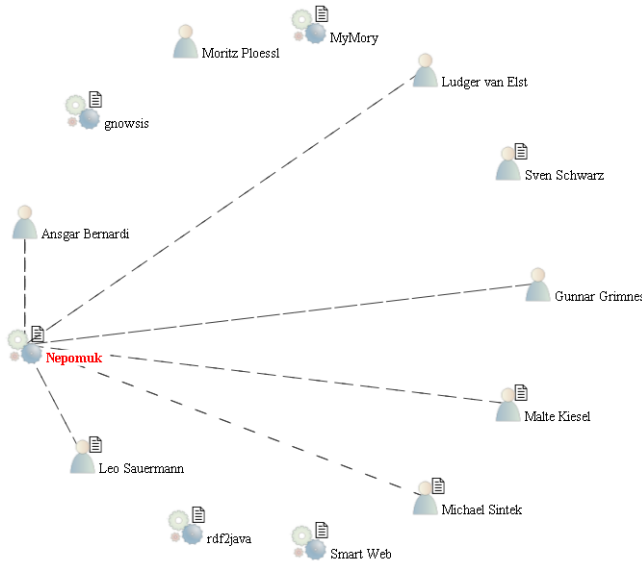 MyMory
Moritz Ploessl
Ludger van Elst
gnowsis
Sven Schwarz
Ansgar Bernardi
Gunnar Grimnes
Nepomuk
Malte Kiesel
Leo Sauermann
Michael Sintek
rdf2java
Smart Web